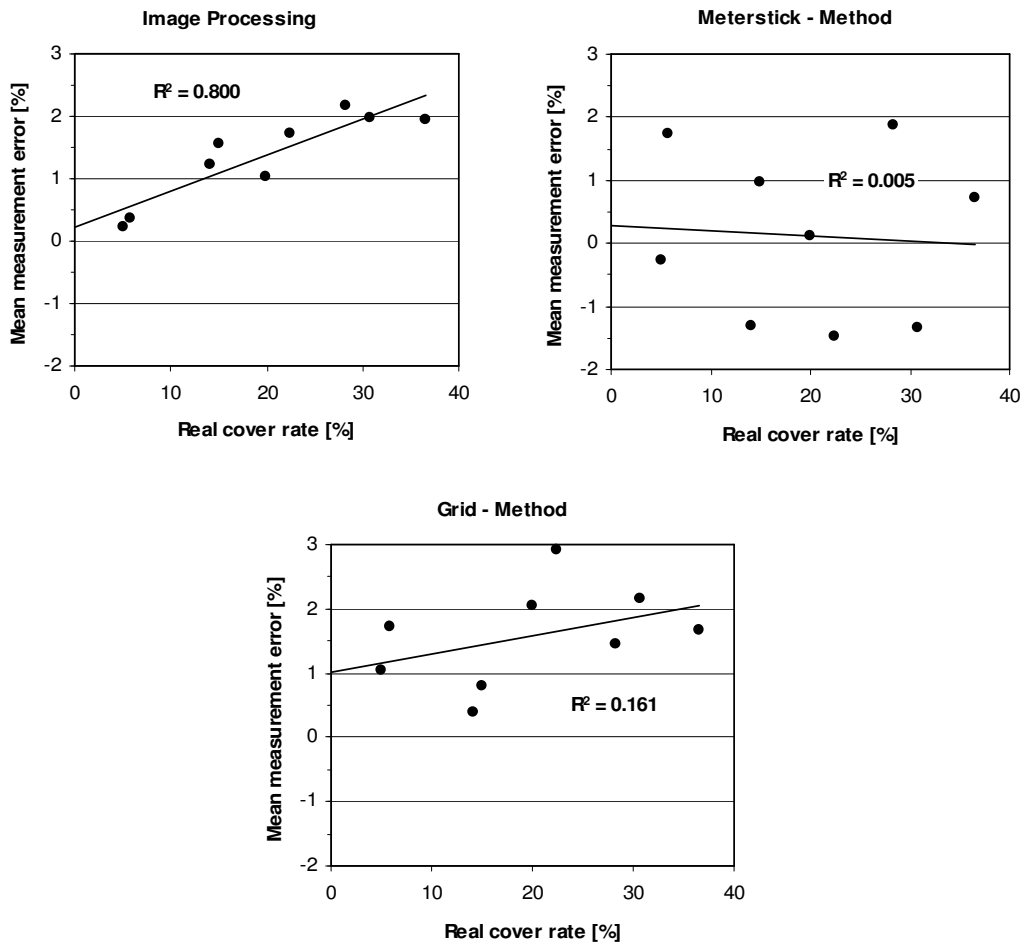 Image Processing
3
2
1
0
-1
-2
Mean measurement error [%]
R² = 0.800
0 10 20 30 40
Real cover rate [%]
Meterstick - Method
3
2
1
0
-1
-2
Mean measurement error [%]
R² = 0.005
0 10 20 30 40
Real cover rate [%]
Grid - Method
3
2
1
0
-1
-2
Mean measurement error [%]
R² = 0.161
0 10 20 30 40
Real cover rate [%]